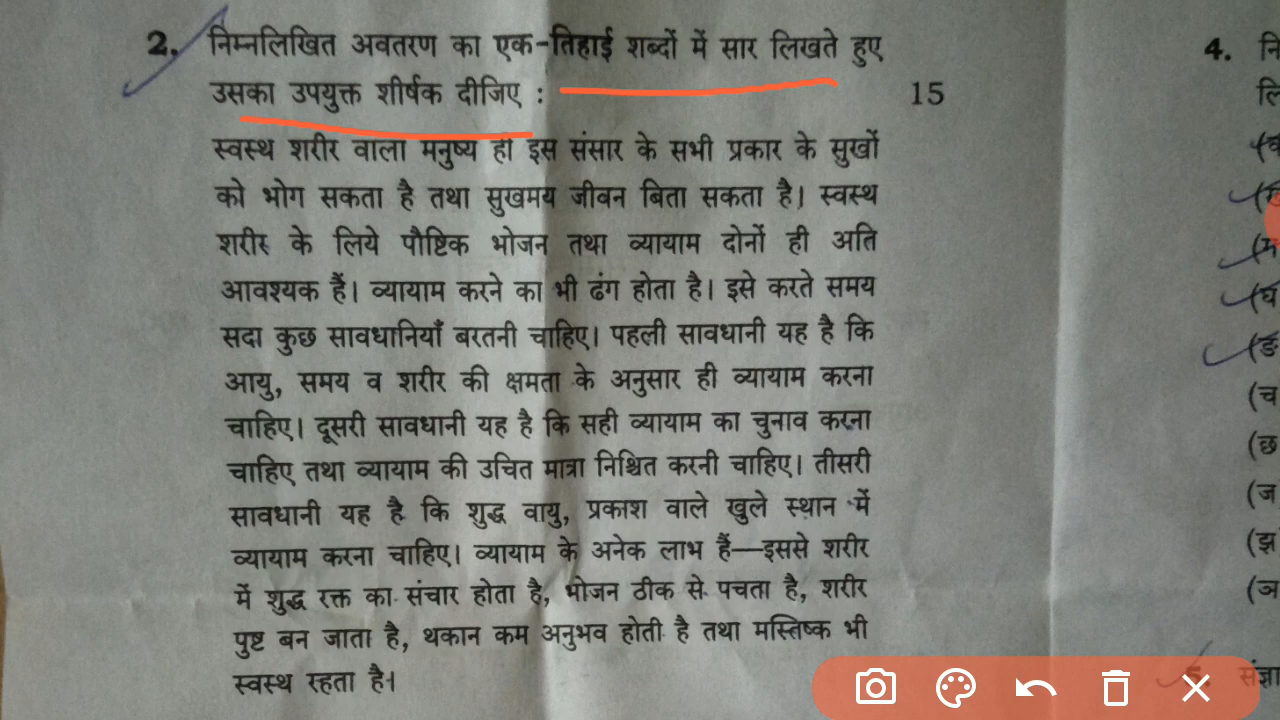 2. निम्नलिखित अवतरण का एक-तिहाई शब्दों में सार लिखते हुए
उसका उपयुक्त शीर्षक दीजिए : 15
स्वस्थ शरीर वाला मनुष्य ही इस संसार के सभी प्रकार के सुखों
को भोग सकता है तथा सुखमय जीवन बिता सकता है। स्वस्थ
शरीर के लिये पौष्टिक भोजन तथा व्यायाम दोनों ही अति
आवश्यक हैं। व्यायाम करने का भी ढंग होता है। इसे करते समय
सदा कुछ सावधानियाँ बरतनी चाहिए। पहली सावधानी यह है कि
आयु, समय व शरीर की क्षमता के अनुसार ही व्यायाम करना
चाहिए। दूसरी सावधानी यह है कि सही व्यायाम का चुनाव करना
चाहिए तथा व्यायाम की उचित मात्रा निश्चित करनी चाहिए। तीसरी
सावधानी यह है कि शुद्ध वायु, प्रकाश वाले खुले स्थान में
व्यायाम करना चाहिए। व्यायाम के अनेक लाभ हैं—इससे शरीर
में शुद्ध रक्त का संचार होता है, भोजन ठीक से पचता है, शरीर
पुष्ट बन जाता है, थकान कम अनुभव होती है तथा मस्तिष्क भी
स्वस्थ रहता है।
4.
(घ
(ङ
(च
(छ
(ज
(झ
(ञ
5.